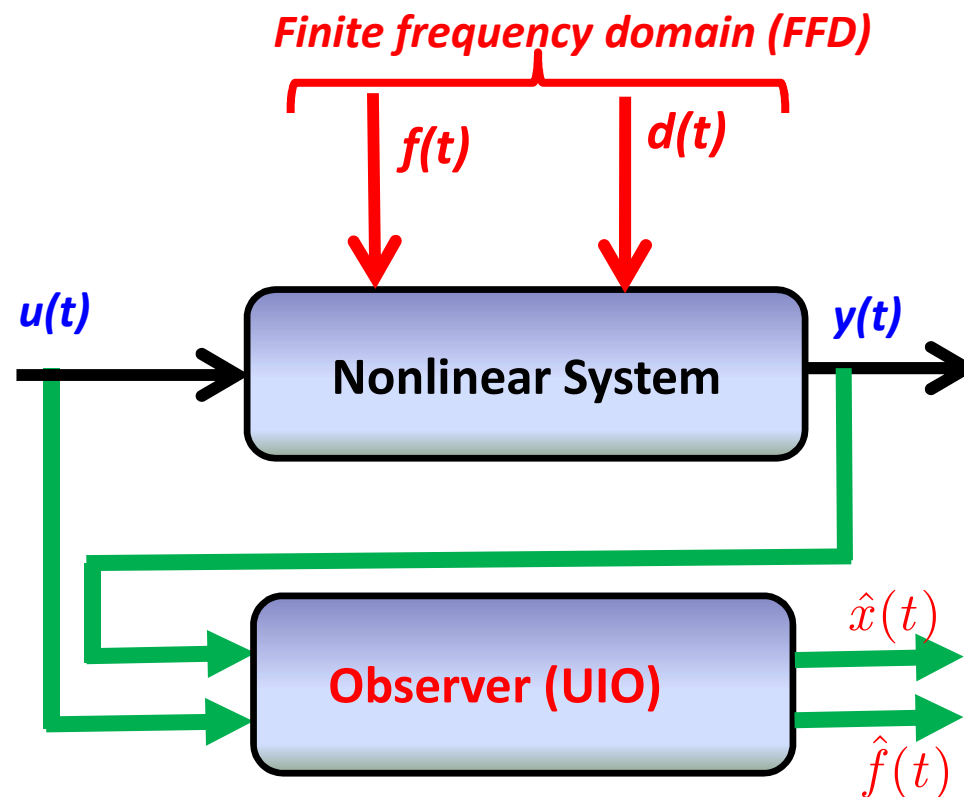 Finite frequency domain (FFD)
f(t)
d(t)
u(t)
y(t)
Nonlinear System
x̂(t)
Observer (UIO)
f̂(t)